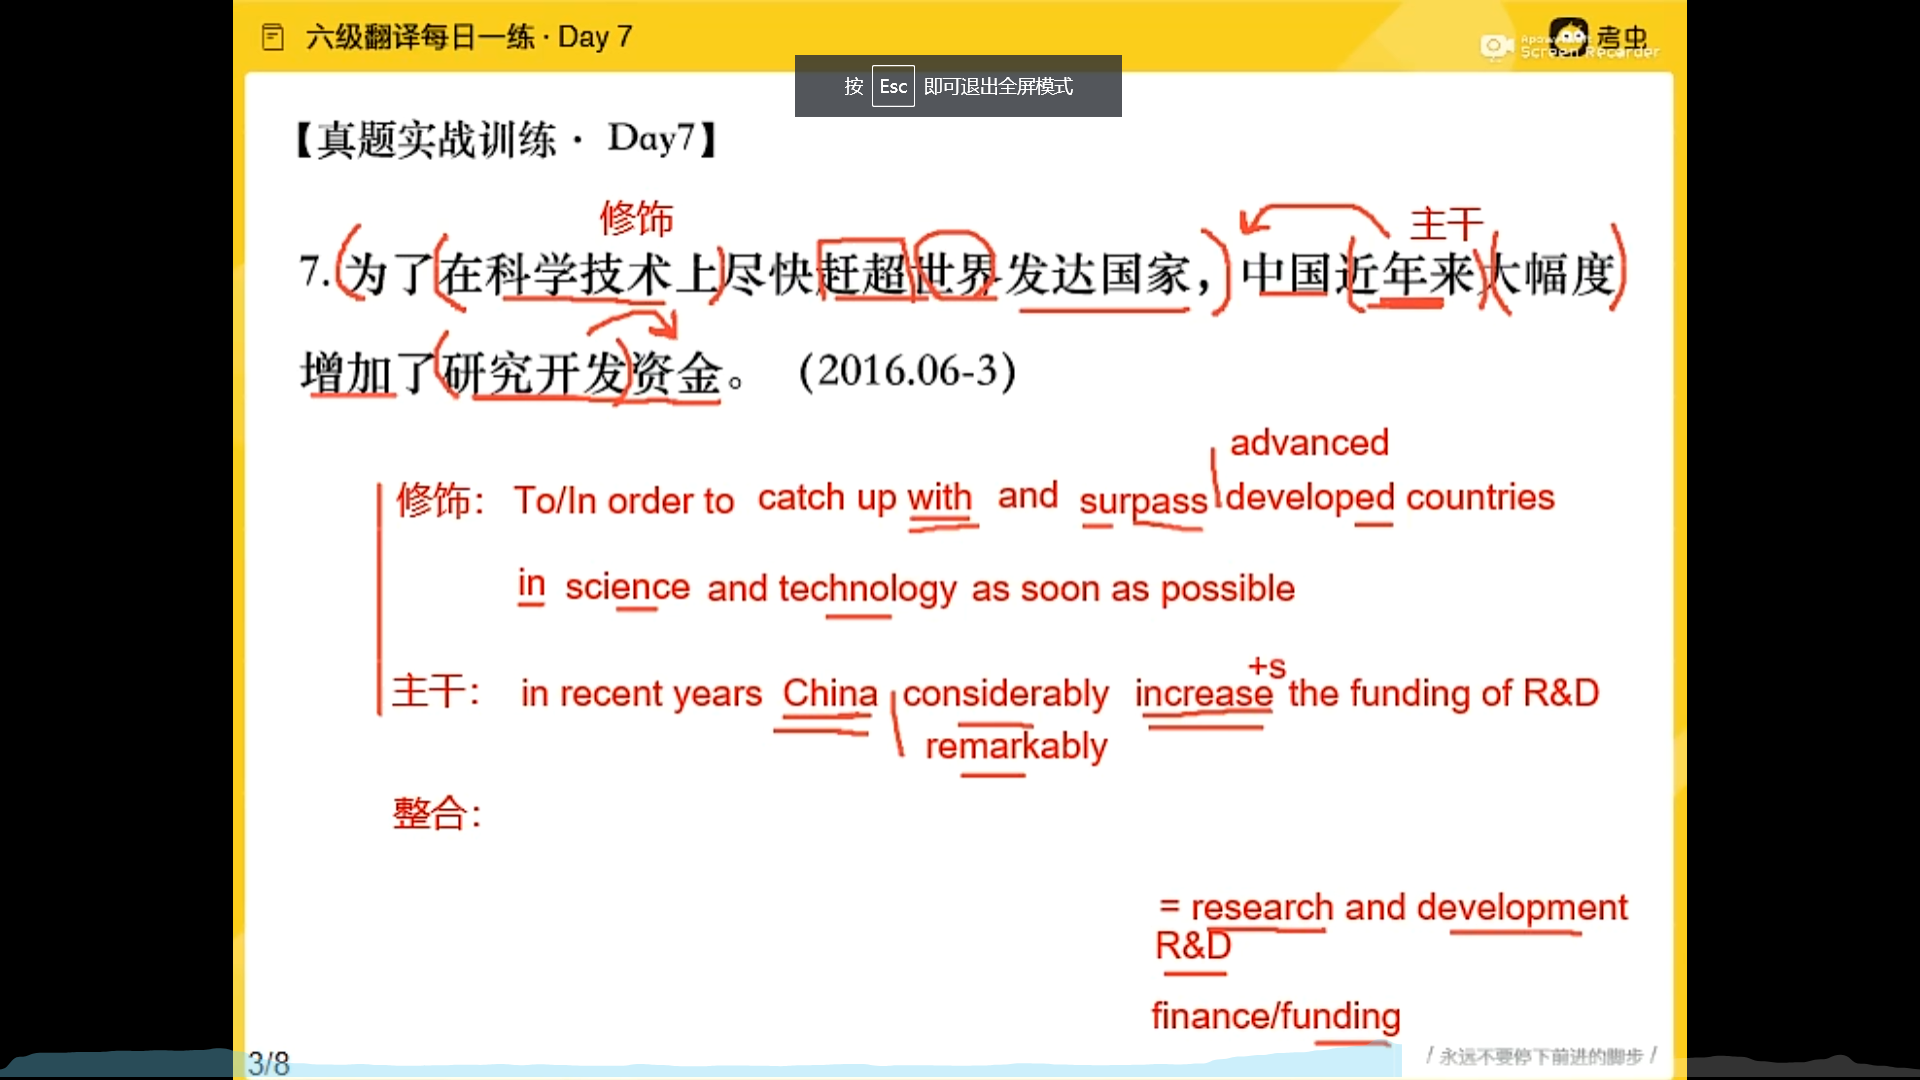 六级翻译每日一练 · Day 7
考虫
Apowersoft
Screen Recorder
按 Esc 即可退出全屏模式
【真题实战训练 · Day7】
修饰
主干
7. 为了在科学技术上尽快赶超世界发达国家，中国近年来大幅度
增加了研究开发资金。 (2016.06-3)
advanced
修饰： To/In order to catch up with and surpass developed countries
in science and technology as soon as possible
+s
主干： in recent years China considerably increase the funding of R&D
remarkably
整合：
= research and development
R&D
finance/funding
3/8
/ 永远不要停下前进的脚步 /